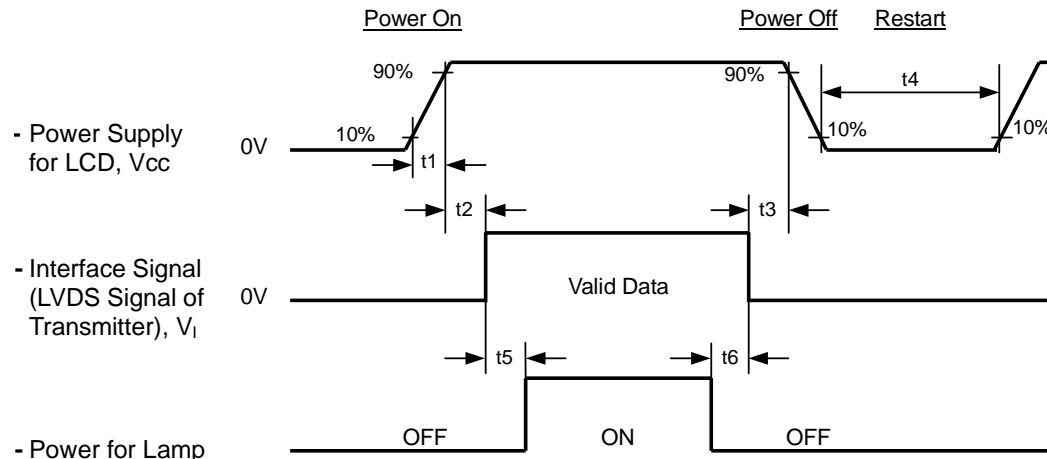 Power On
Power Off
Restart
90%
90%
t4
10%
10%
10%
- Power Supply
for LCD, Vcc
0V
t1
t2
t3
- Interface Signal
(LVDS Signal of
Transmitter), VI
0V
Valid Data
t5
t6
- Power for Lamp
OFF
ON
OFF